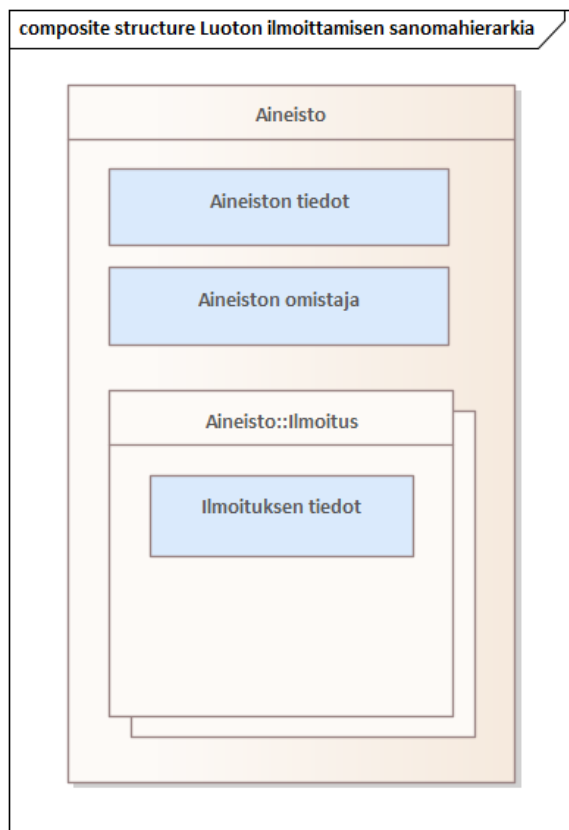 composite structure Luoton ilmoittamisen sanomahierarkia
Aineisto
Aineiston tiedot
Aineiston omistaja
Aineisto::Ilmoitus
Ilmoituksen tiedot